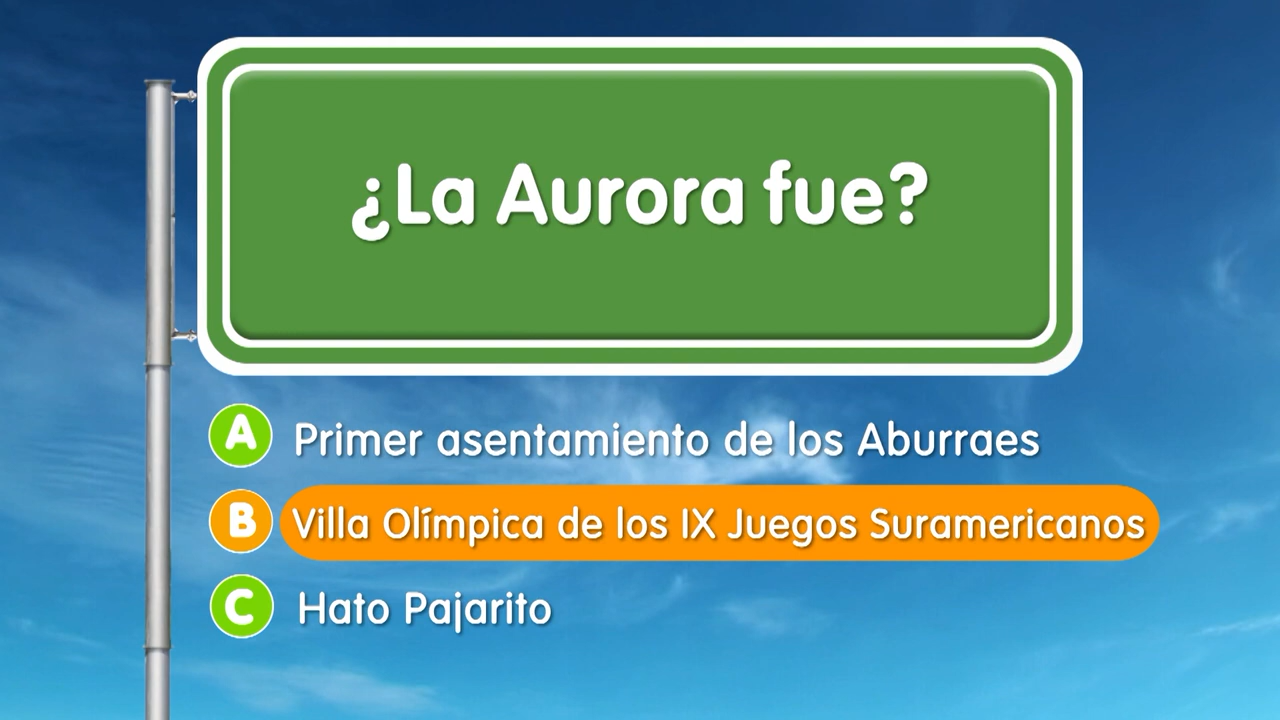 ¿La Aurora fue?
A Primer asentamiento de los Aburraes
B Villa Olímpica de los IX Juegos Suramericanos
C Hato Pajarito